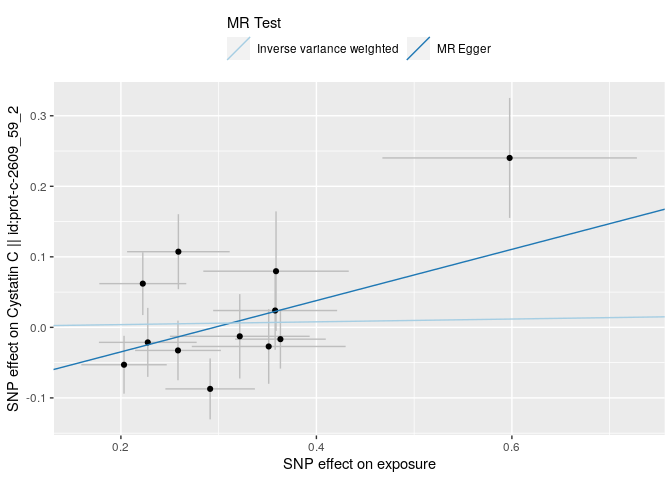 MR Test
Inverse variance weighted MR Egger
SNP effect on Cystatin C || id:prot-c-2609_59_2
0.3
0.2
0.1
0.0
-0.1
0.2 0.4 0.6
SNP effect on exposure